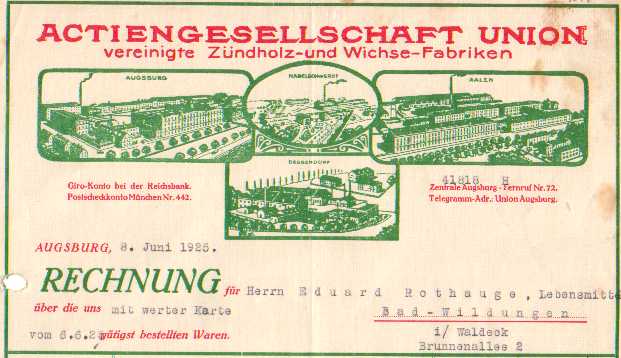 ACTIENGESELLSCHAFT UNION
vereinigte Zündholz-und Wichse-Fabriken
AUGSBURG
AALEN
DEGGENDORF
41818 H
Giro-Konto bei der Reichsbank.
Postscheckkonto München Nr. 442.
Zentrale Augsburg - Fernruf Nr. 72.
Telegramm-Adr.: Union Augsburg.
AUGSBURG, 8. Juni 1925.
RECHNUNG für Herrn Eduard Rothauge, Lebensmitte
über die uns mit werter Karte
Bad-Wildungen
vom 6.6.25 gütigst bestellten Waren.
i/ Waldeck
Brunnenallee 2